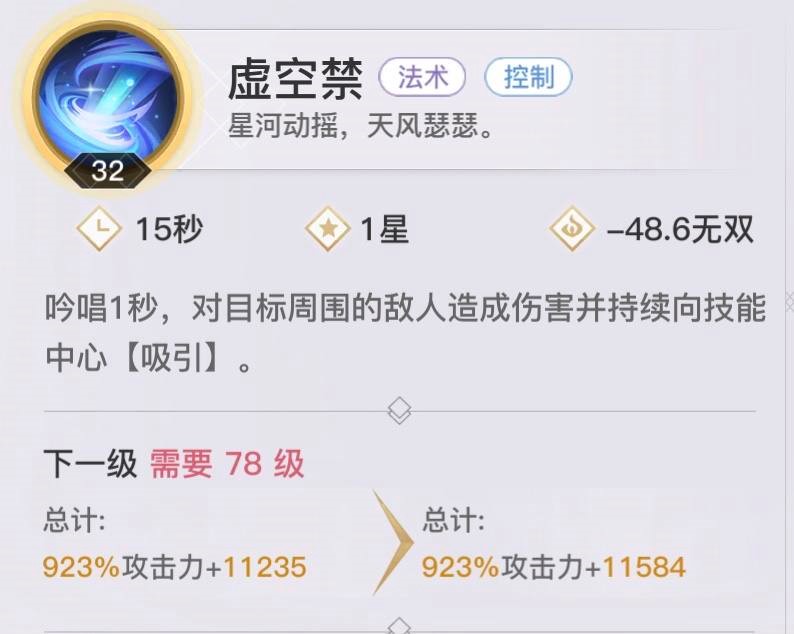 虚空禁 法术 控制
星河动摇，天风瑟瑟。
32
15秒 1星 -48.6无双
吟唱1秒，对目标周围的敌人造成伤害并持续向技能
中心【吸引】。
下一级 需要 78 级
总计: 总计:
923%攻击力+11235 923%攻击力+11584